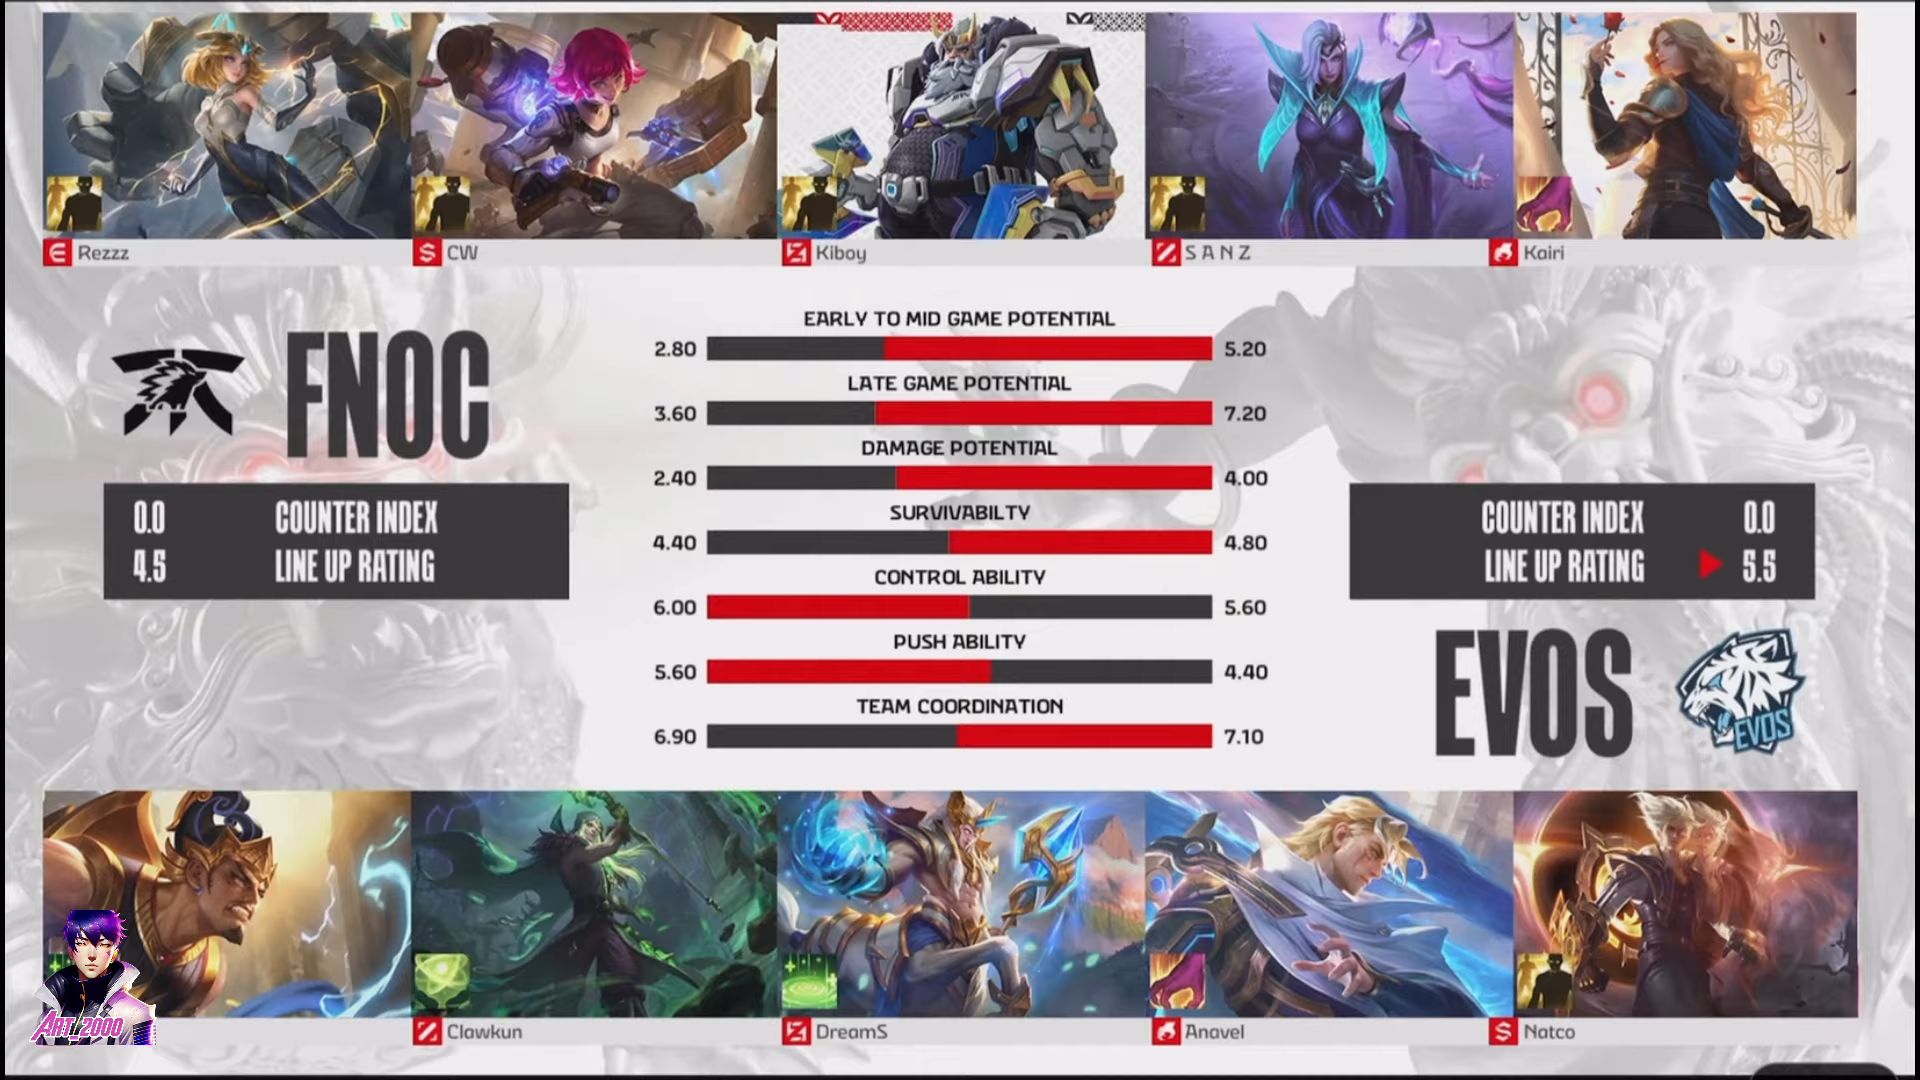 Rezzz
CW
Kiboy
S A N Z
Kairi
FNOC
0.0 COUNTER INDEX
4.5 LINE UP RATING
EARLY TO MID GAME POTENTIAL
2.80 5.20
LATE GAME POTENTIAL
3.60 7.20
DAMAGE POTENTIAL
2.40 4.00
SURVIVABILTY
4.40 4.80
CONTROL ABILITY
6.00 5.60
PUSH ABILITY
5.60 4.40
TEAM COORDINATION
6.90 7.10
COUNTER INDEX 0.0
LINE UP RATING 5.5
EVOS
EVOS
ART_2000
Clawkun
DreamS
Anavel
Natco